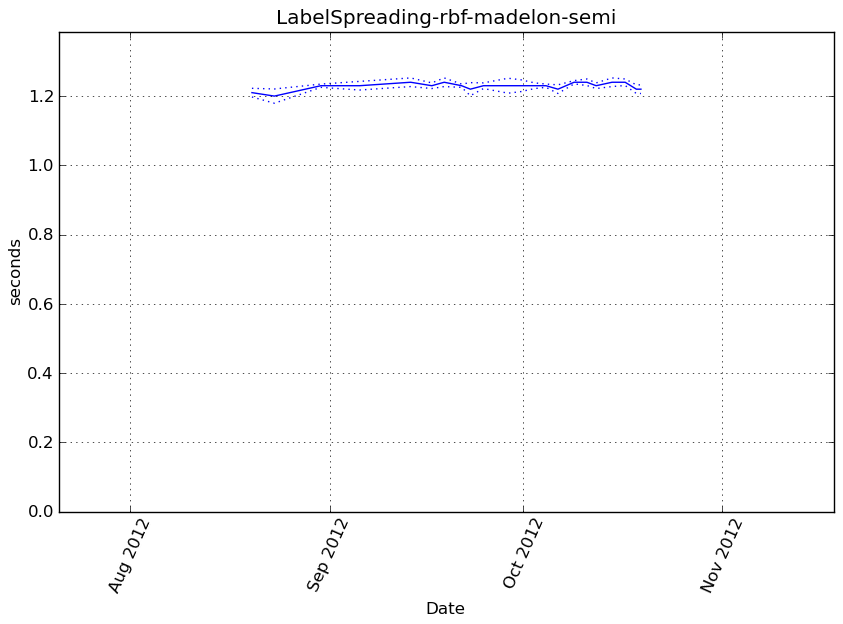 LabelSpreading-rbf-madelon-semi
seconds
1.2
1.0
0.8
0.6
0.4
0.2
0.0
Aug 2012
Sep 2012
Oct 2012
Nov 2012
Date